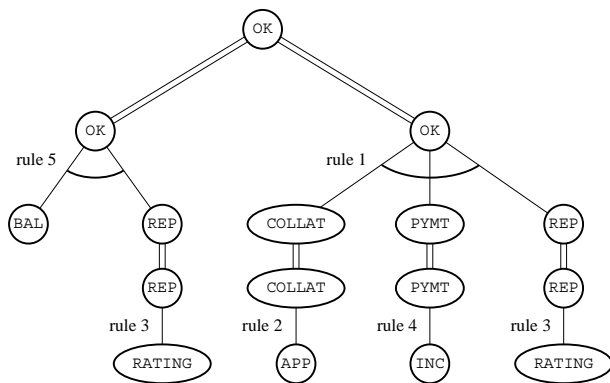 OK
OK OK
rule 5 rule 1
BAL REP COLLAT PYMT REP
REP COLLAT PYMT REP
rule 3 rule 2 rule 4 rule 3
RATING APP INC RATING